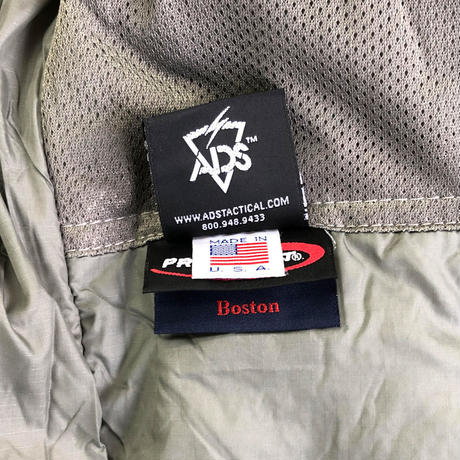 ADS™
WWW.ADSTACTICAL.COM
800.948.9433
MADE IN
U. S. A.
®
Boston